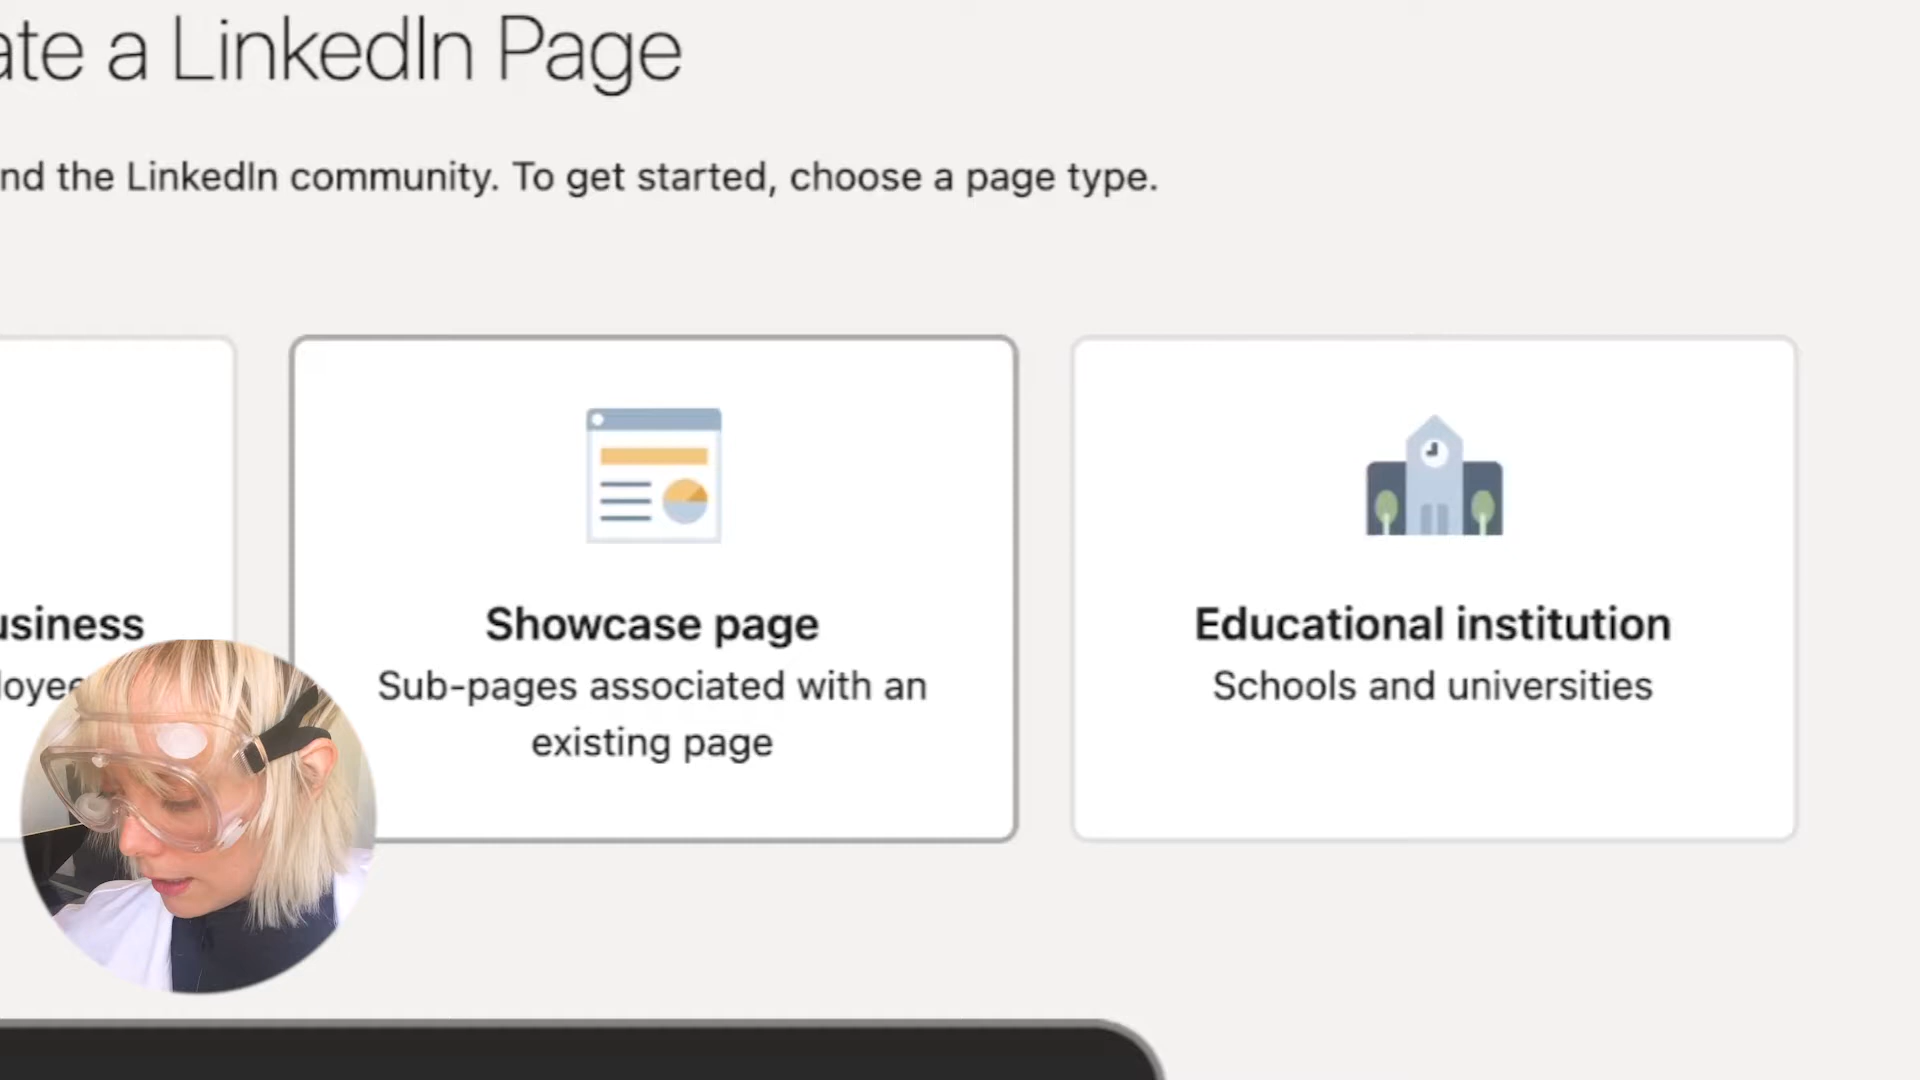 ate a LinkedIn Page
nd the LinkedIn community. To get started, choose a page type.
usiness
loyee
Showcase page
Sub-pages associated with an
existing page
Educational institution
Schools and universities